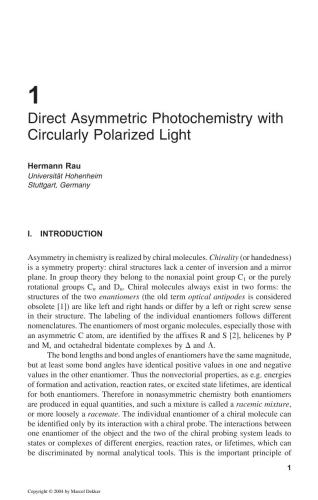 1
Direct Asymmetric Photochemistry with
Circularly Polarized Light
Hermann Rau
Universität Hohenheim
Stuttgart, Germany
I. INTRODUCTION
Asymmetry in chemistry is realized by chiral molecules. Chirality (or handedness)
is a symmetry property: chiral structures lack a center of inversion and a mirror
plane. In group theory they belong to the nonaxial point group C₁ or the purely
rotational groups Cₙ and Dₙ. Chiral molecules always exist in two forms: the
structures of the two enantiomers (the old term optical antipodes is considered
obsolete [1]) are like left and right hands or differ by a left or right screw sense
in their structure. The labeling of the individual enantiomers follows different
nomenclatures. The enantiomers of most organic molecules, especially those with
an asymmetric C atom, are identified by the affixes R and S [2], helicenes by P
and M, and octahedral bidentate complexes by Δ and Λ.
The bond lengths and bond angles of enantiomers have the same magnitude,
but at least some bond angles have identical positive values in one and negative
values in the other enantiomer. Thus the nonvectorial properties, as e.g. energies
of formation and activation, reaction rates, or excited state lifetimes, are identical
for both enantiomers. Therefore in nonasymmetric chemistry both enantiomers
are produced in equal quantities, and such a mixture is called a racemic mixture,
or more loosely a racemate. The individual enantiomer of a chiral molecule can
be identified only by its interaction with a chiral probe. The interactions between
one enantiomer of the object and the two of the chiral probing system leads to
states or complexes of different energies, reaction rates, or lifetimes, which can
be discriminated by normal analytical tools. This is the important principle of
1
Copyright © 2004 by Marcel Dekker